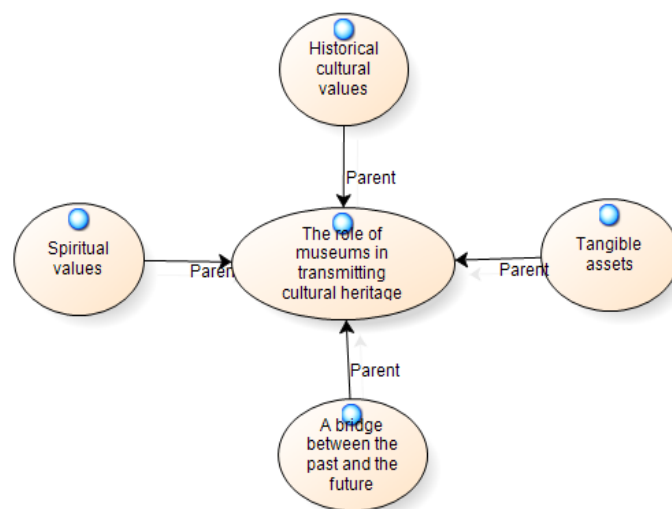 Historical
cultural
values
Parent
Spiritual
values
Parent
The role of
museums in
transmitting
cultural heritage
Parent
Tangible
assets
Parent
A bridge
between the
past and the
future